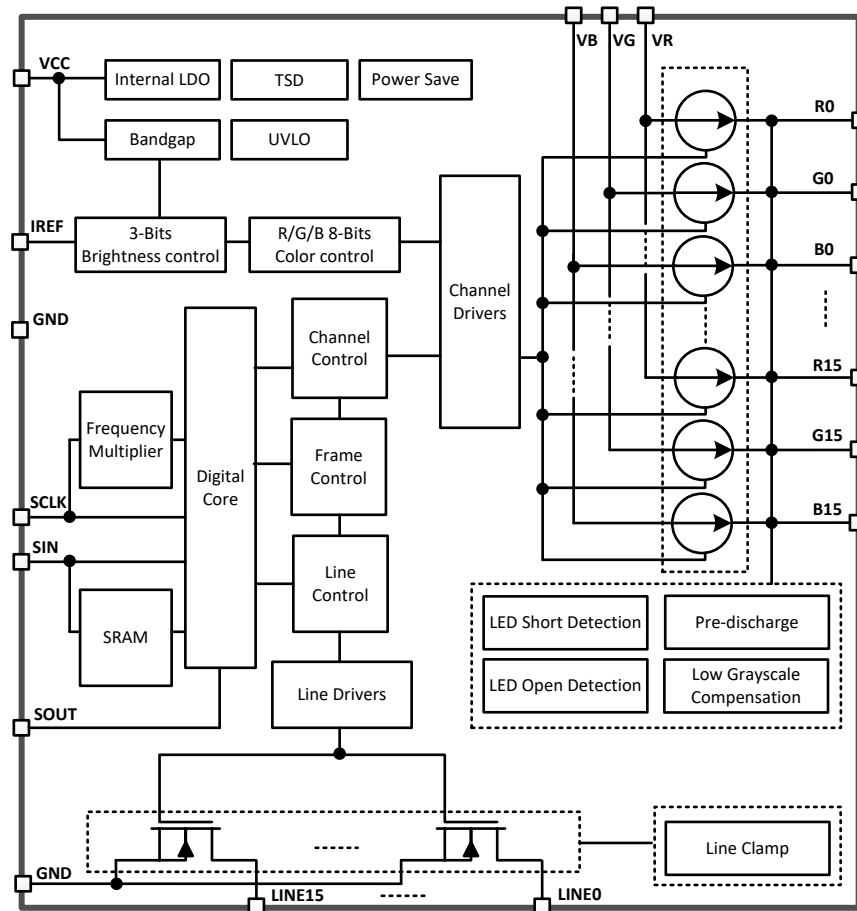 VB VG VR
VCC
Internal LDO
TSD
Power Save
R0
Bandgap
UVLO
G0
IREF
3-Bits
Brightness control
R/G/B 8-Bits
Color control
B0
Channel
Drivers
GND
Channel
Control
R15
Frequency
Multiplier
Digital
Core
Frame
Control
G15
SCLK
B15
SIN
Line
Control
SRAM
LED Short Detection
Pre-discharge
LED Open Detection
Low Grayscale
Compensation
Line Drivers
SOUT
Line Clamp
GND
LINE15
LINE0